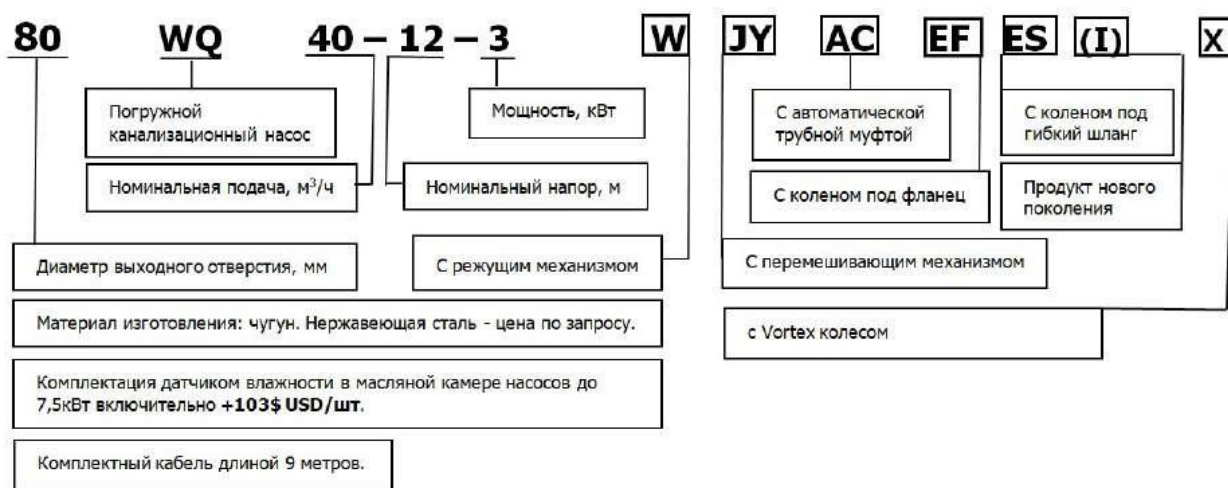 80 WQ 40 – 12 – 3 W JY AC EF ES (I) X
Погружной
канализационный насос
Мощность, кВт
С автоматической
трубной муфтой
С коленом под
гибкий шланг
Номинальная подача, м³/ч
Номинальный напор, м
С коленом под фланец
Продукт нового
поколения
Диаметр выходного отверстия, мм
С режущим механизмом
С перемешивающим механизмом
Материал изготовления: чугун. Нержавеющая сталь - цена по запросу.
с Vortex колесом
Комплектация датчиком влажности в масляной камере насосов до
7,5кВт включительно +103$ USD/шт.
Комплектный кабель длиной 9 метров.